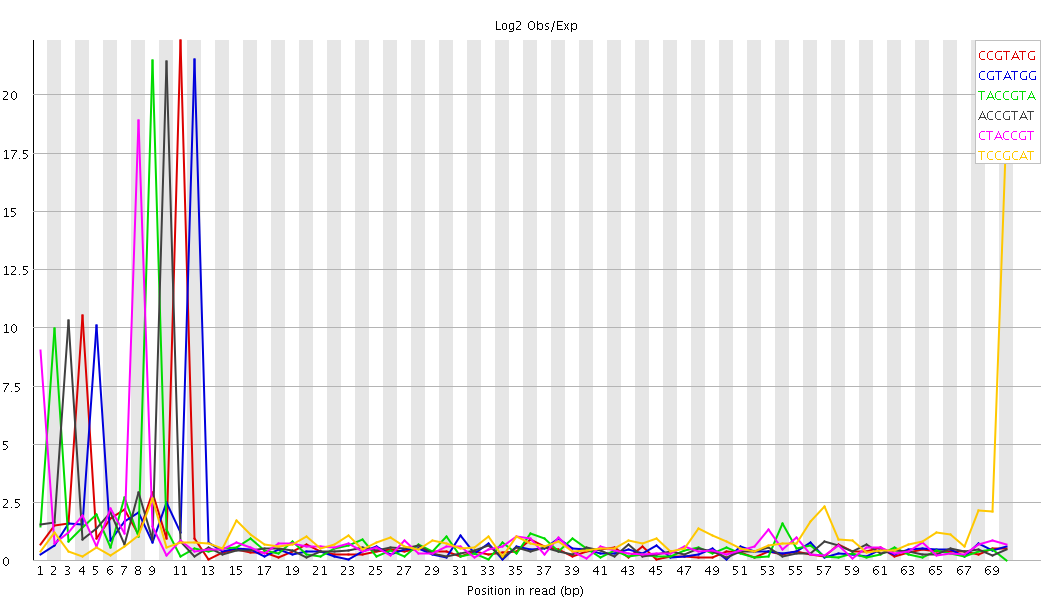 Log2 Obs/Exp
CCGTATG
CGTATGG
TACCGTA
ACCGTAT
CTACCGT
TCCGCAT
20
17.5
15
12.5
10
7.5
5
2.5
0
1 2 3 4 5 6 7 8 9 11 13 15 17 19 21 23 25 27 29 31 33 35 37 39 41 43 45 47 49 51 53 55 57 59 61 63 65 67 69
Position in read (bp)